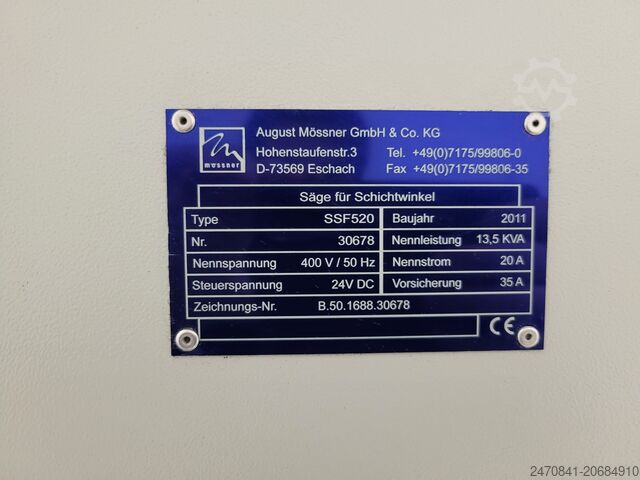 August Mössner GmbH & Co. KG
Hohenstaufenstr.3 Tel. +49(0)7175/99806-0
D-73569 Eschach Fax +49(0)7175/99806-35
mössner
Säge für Schichtwinkel
Type SSF520 Baujahr 2011
Nr. 30678 Nennleistung 13,5 KVA
Nennspannung 400 V / 50 Hz Nennstrom 20 A
Steuerspannung 24V DC Vorsicherung 35 A
Zeichnungs-Nr. B.50.1688.30678
CE
2470841-20684910